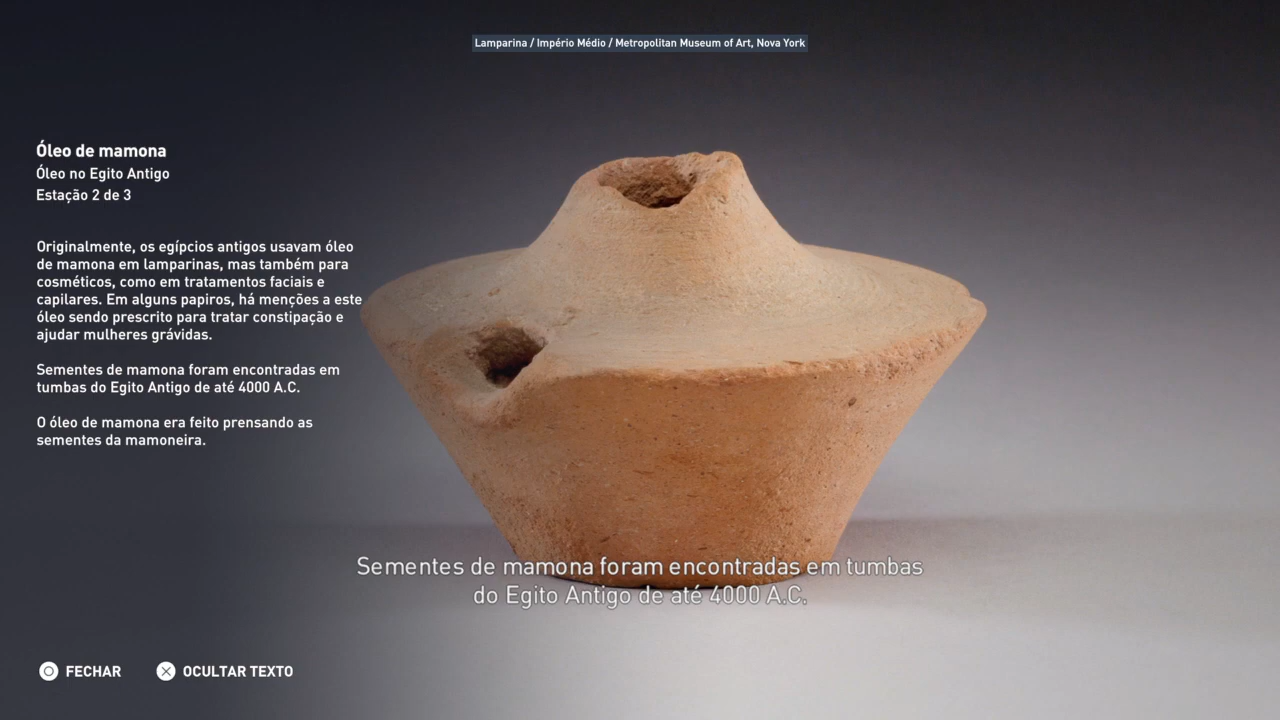 Lamparina / Império Médio / Metropolitan Museum of Art, Nova York
Óleo de mamona
Óleo no Egito Antigo
Estação 2 de 3
Originalmente, os egípcios antigos usavam óleo
de mamona em lamparinas, mas também para
cosméticos, como em tratamentos faciais e
capilares. Em alguns papiros, há menções a este
óleo sendo prescrito para tratar constipação e
ajudar mulheres grávidas.
Sementes de mamona foram encontradas em
tumbas do Egito Antigo de até 4000 A.C.
O óleo de mamona era feito prensando as
sementes da mamoneira.
Sementes de mamona foram encontradas em tumbas
do Egito Antigo de até 4000 A.C.
FECHAR
OCULTAR TEXTO